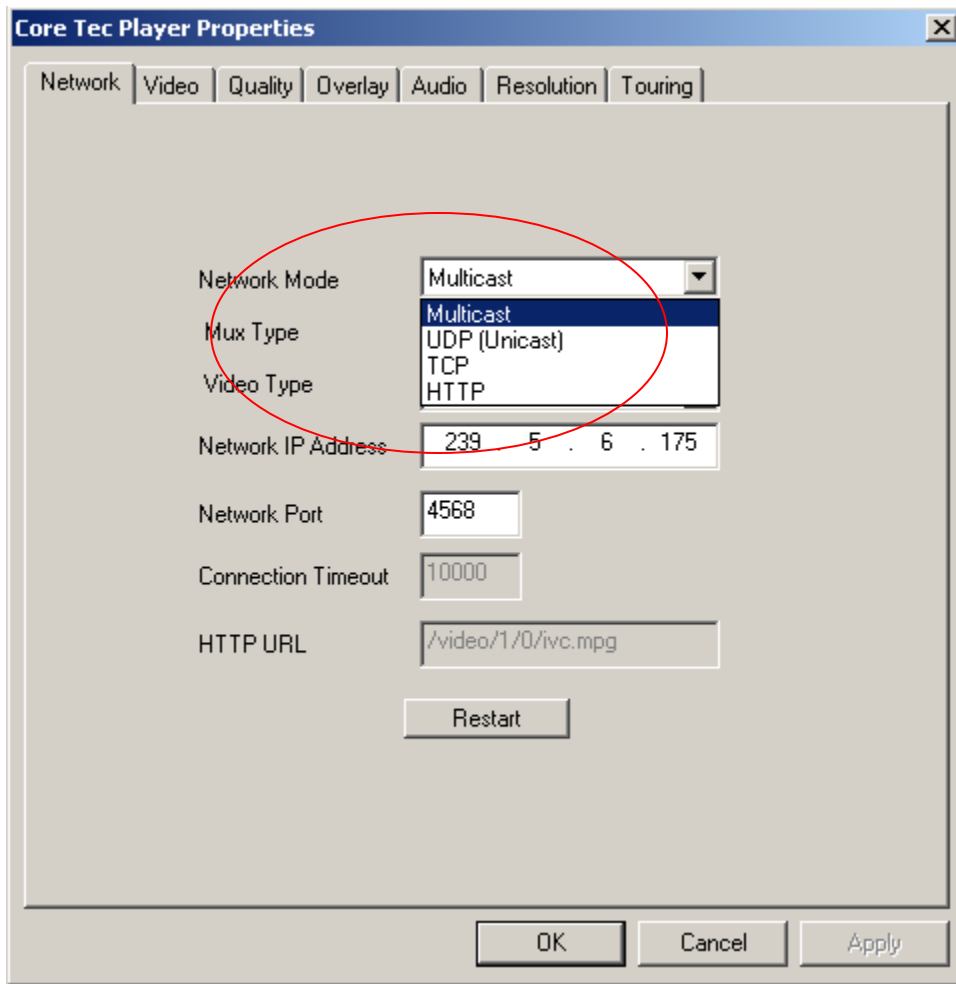 Core Tec Player Properties
Network Video Quality Overlay Audio Resolution Touring
Network Mode Multicast
Multicast
Mux Type
UDP (Unicast)
TCP
Video Type
HTTP
Network IP Address 239 . 5 . 6 . 175
Network Port 4568
Connection Timeout 10000
HTTP URL /video/1/0/ivc.mpg
Restart
OK Cancel Apply